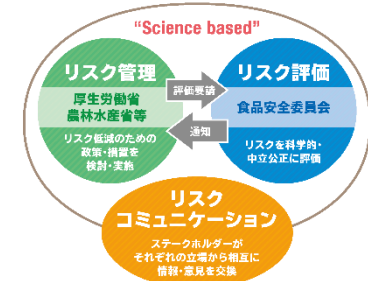 “Science based”
リスク管理
厚生労働省
農林水産省等
リスク低減のための
政策・措置を
検討・実施
評価要請
通知
リスク評価
食品安全委員会
リスクを科学的・
中立公正に評価
リスク
コミュニケーション
ステークホルダーが
それぞれの立場から相互に
情報・意見を交換